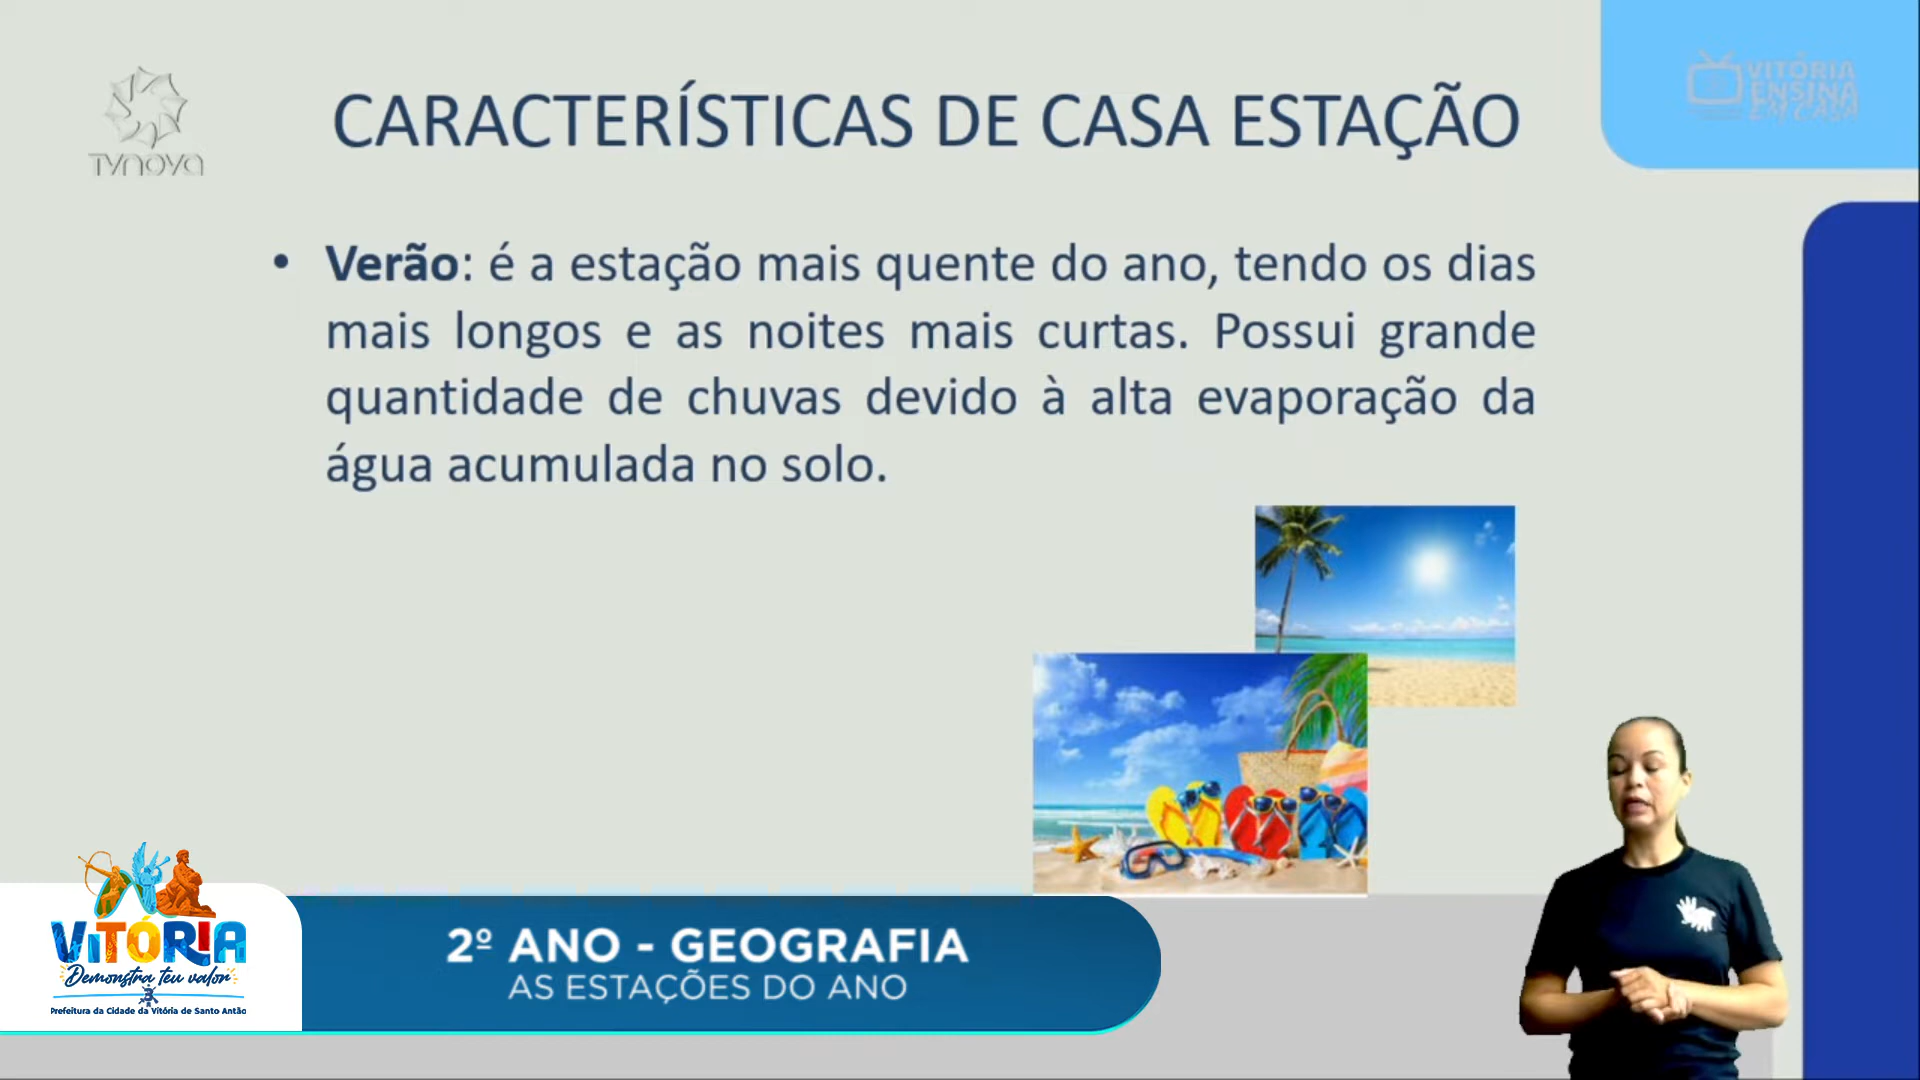 TVNOVA
VITÓRIA
ENSINA
EM CASA
CARACTERÍSTICAS DE CASA ESTAÇÃO
• Verão: é a estação mais quente do ano, tendo os dias
mais longos e as noites mais curtas. Possui grande
quantidade de chuvas devido à alta evaporação da
água acumulada no solo.
VITÓRIA
Demonstra teu valor
Prefeitura da Cidade da Vitória de Santo Antão
2º ANO - GEOGRAFIA
AS ESTAÇÕES DO ANO